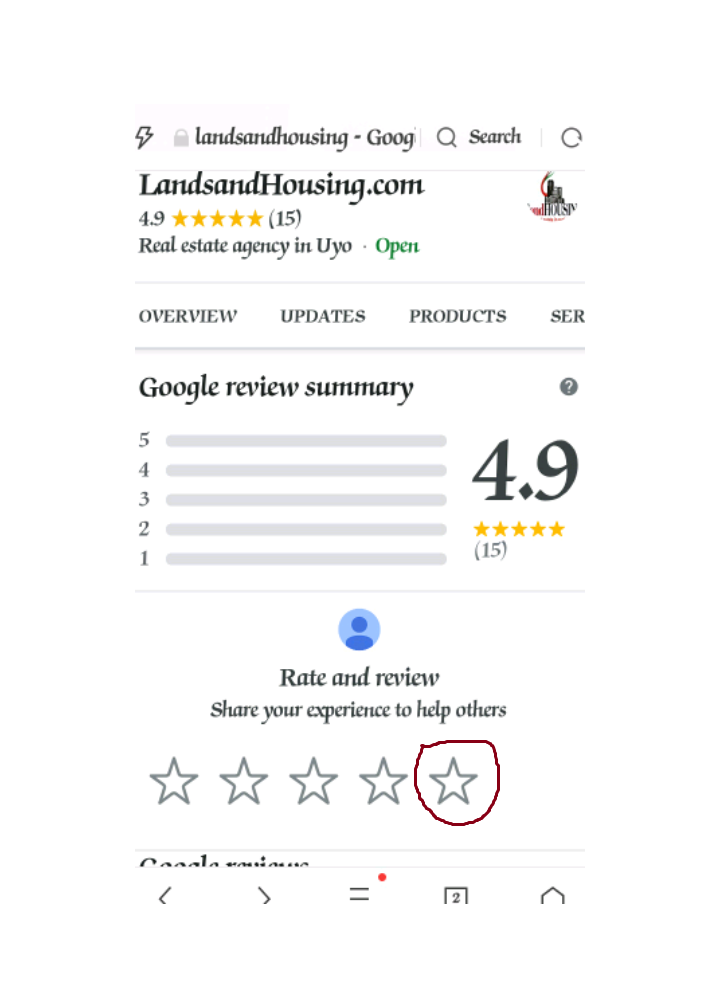 landsandhousing - Goog Search
LandsandHousing.com
4.9 (15)
Real estate agency in Uyo · Open
OVERVIEW UPDATES PRODUCTS SER
Google review summary
5
4
3
2
1
4.9
(15)
Rate and review
Share your experience to help others
Google reviews
2